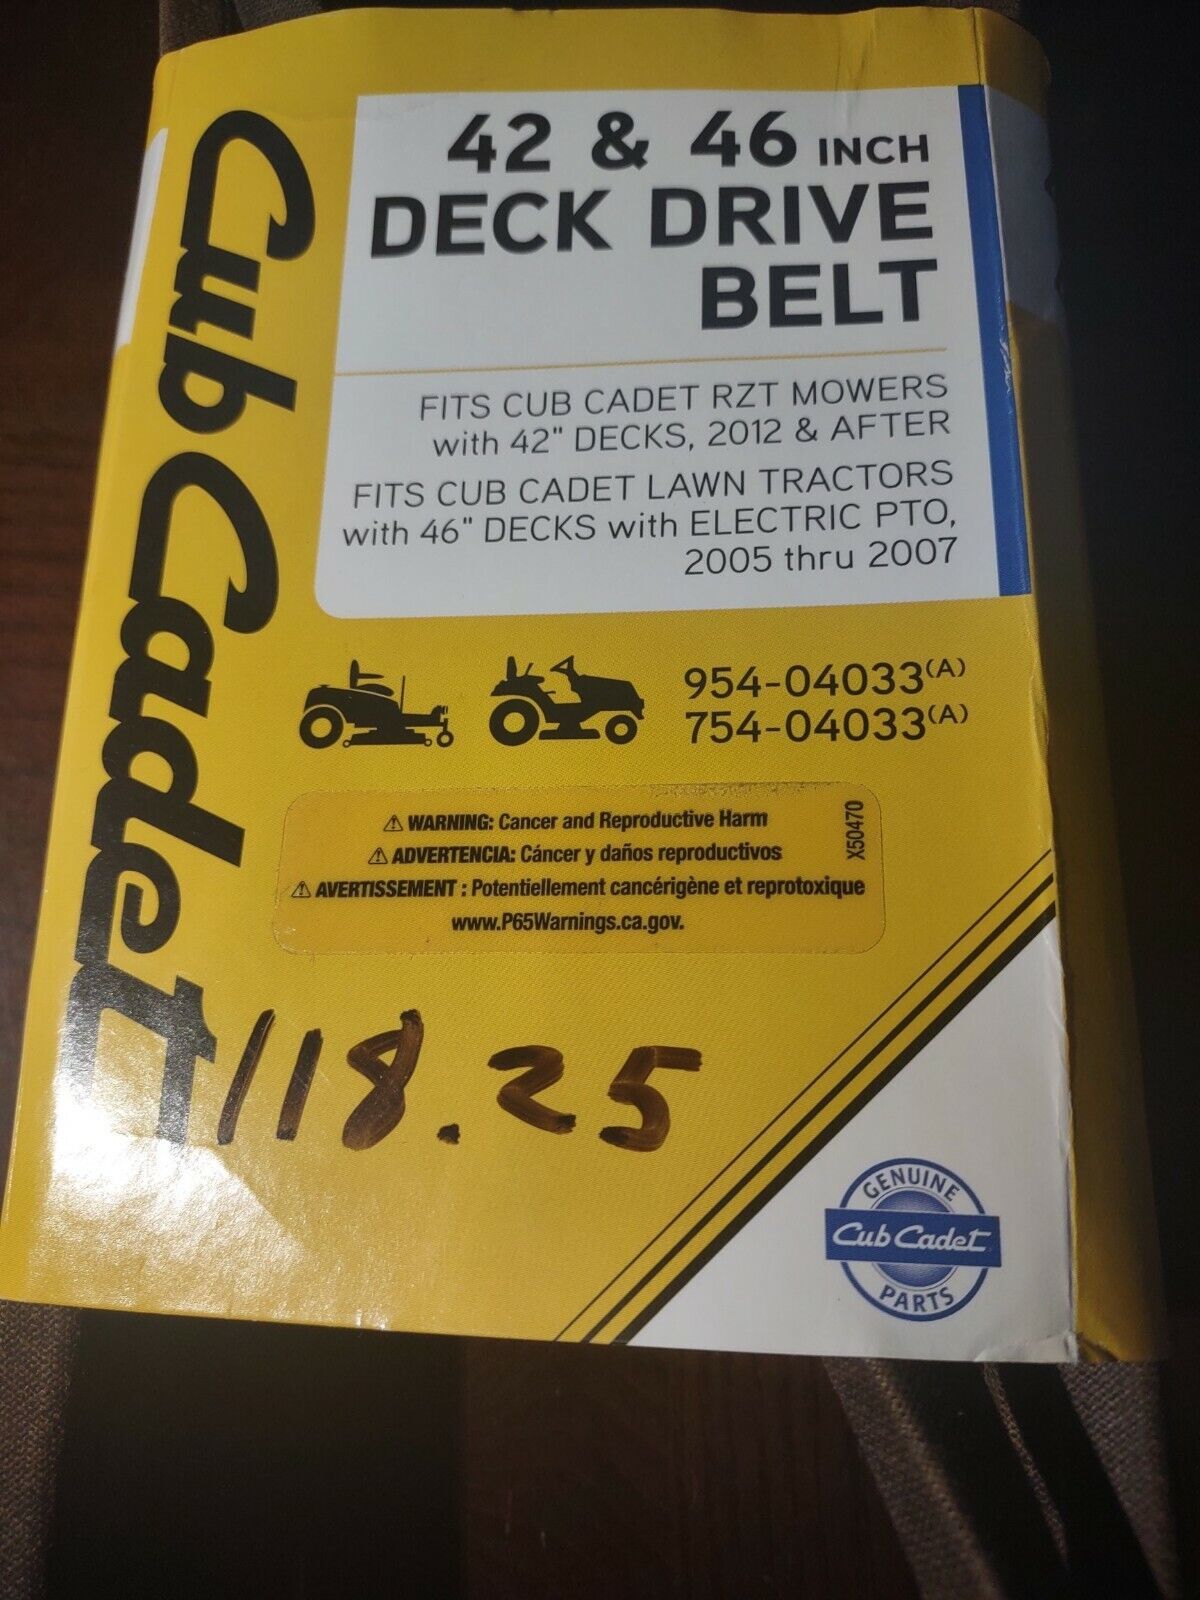 Cub Cadet
42 & 46 INCH
DECK DRIVE
BELT
FITS CUB CADET RZT MOWERS
with 42" DECKS, 2012 & AFTER
FITS CUB CADET LAWN TRACTORS
with 46" DECKS with ELECTRIC PTO,
2005 thru 2007
954-04033(A)
754-04033(A)
⚠ WARNING: Cancer and Reproductive Harm
⚠ ADVERTENCIA: Cáncer y daños reproductivos
⚠ AVERTISSEMENT : Potentiellement cancérigène et reprotoxique
www.P65Warnings.ca.gov.
X50470
118.25
GENUINE
Cub Cadet
PARTS